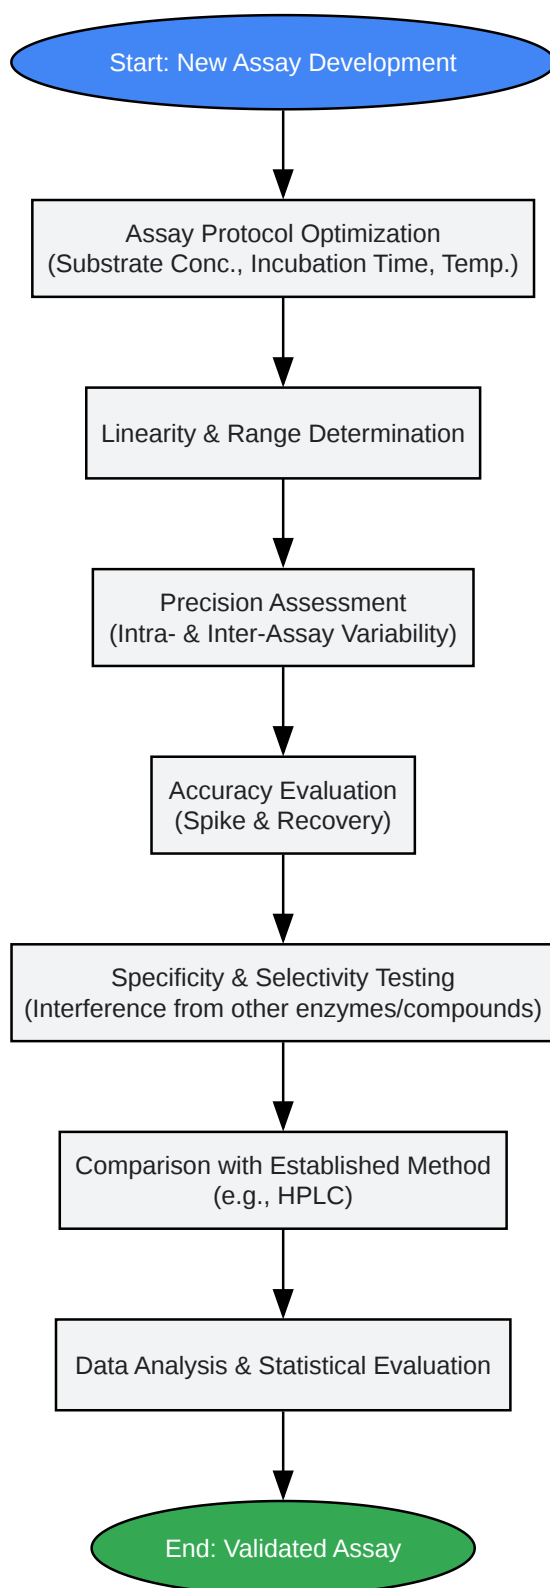 Start: New Assay Development
Assay Protocol Optimization
(Substrate Conc., Incubation Time, Temp.)
Linearity & Range Determination
Precision Assessment
(Intra- & Inter-Assay Variability)
Accuracy Evaluation
(Spike & Recovery)
Specificity & Selectivity Testing
(Interference from other enzymes/compounds)
Comparison with Established Method
(e.g., HPLC)
Data Analysis & Statistical Evaluation
End: Validated Assay